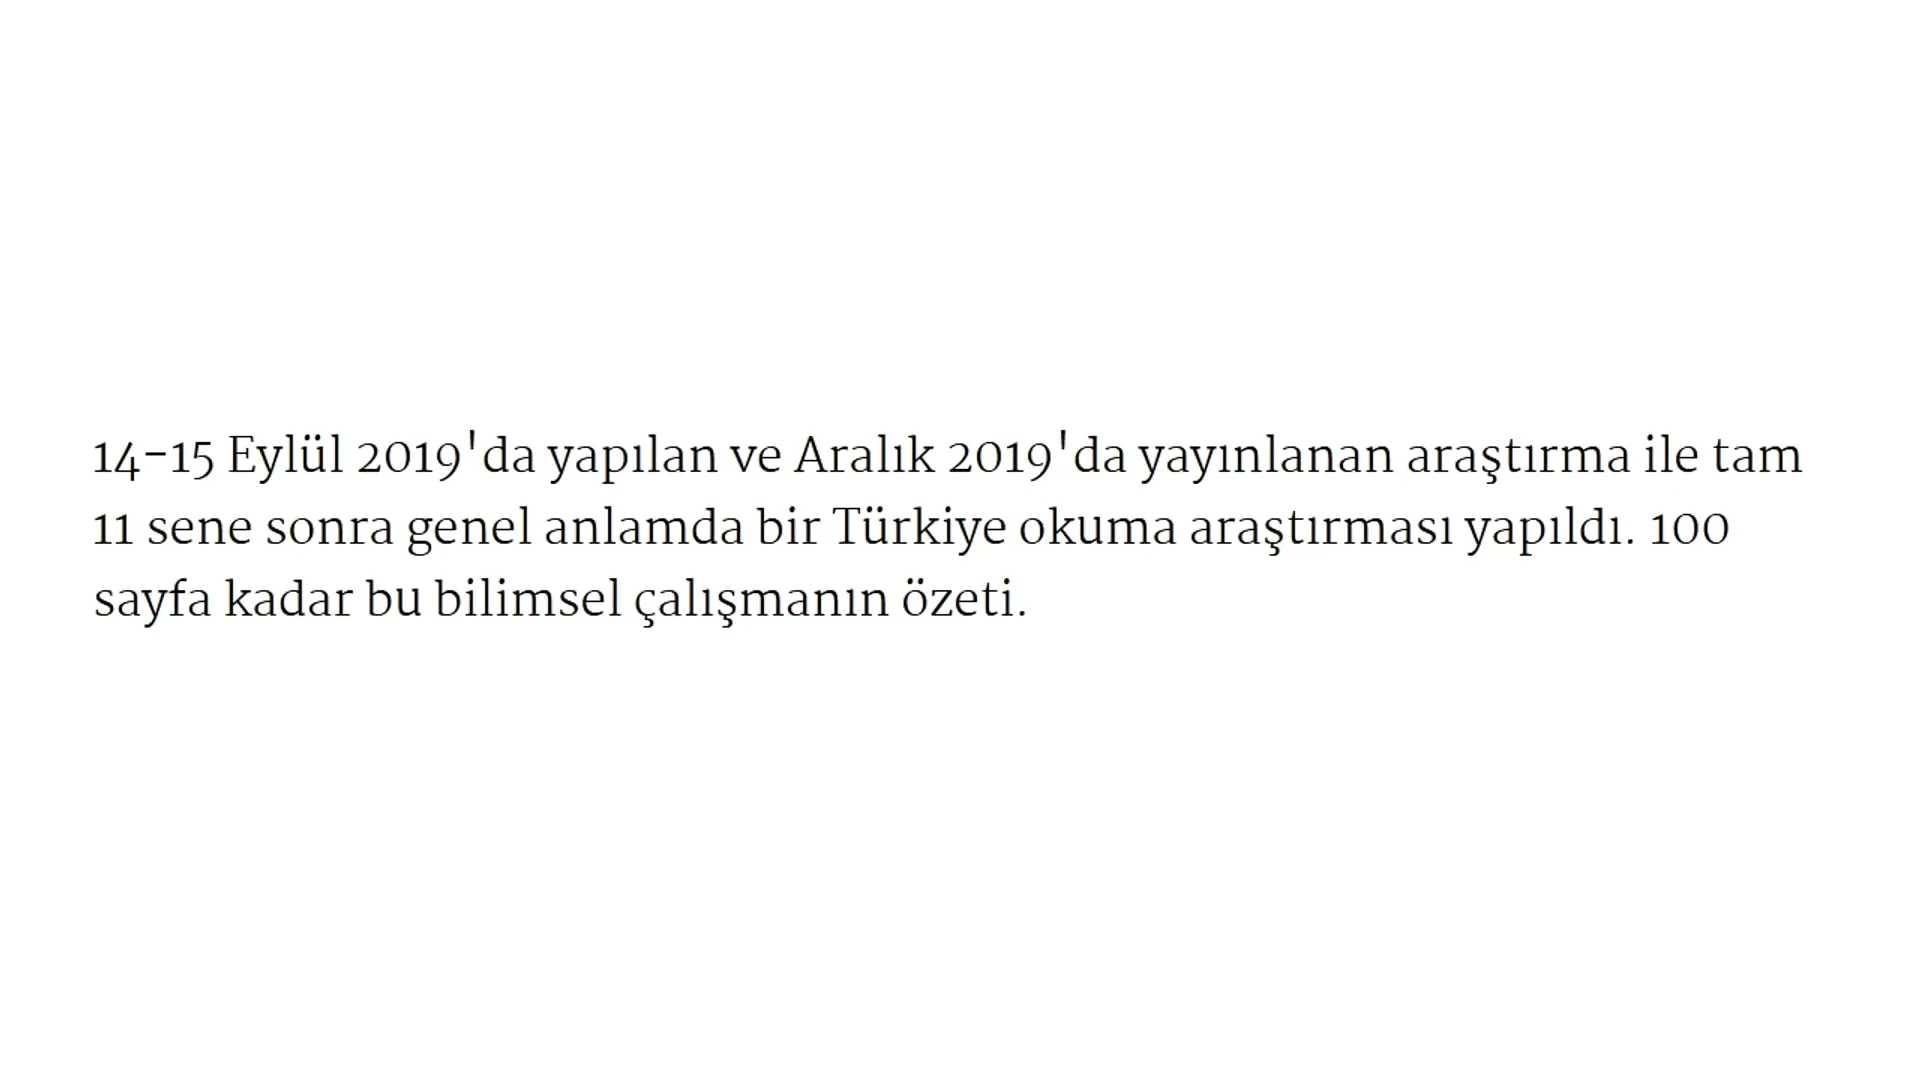 14-15 Eylül 2019'da yapılan ve Aralık 2019'da yayınlanan araştırma ile tam
11 sene sonra genel anlamda bir Türkiye okuma araştırması yapıldı. 100
sayfa kadar bu bilimsel çalışmanın özeti.